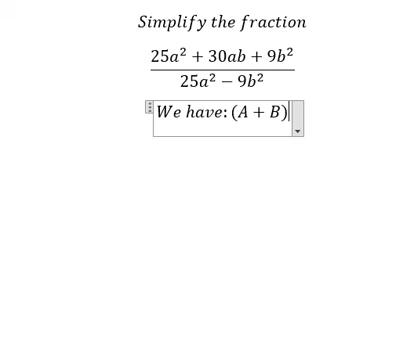 Simplify the fraction
25a² + 30ab + 9b²
25a² − 9b²
We have: (A + B)